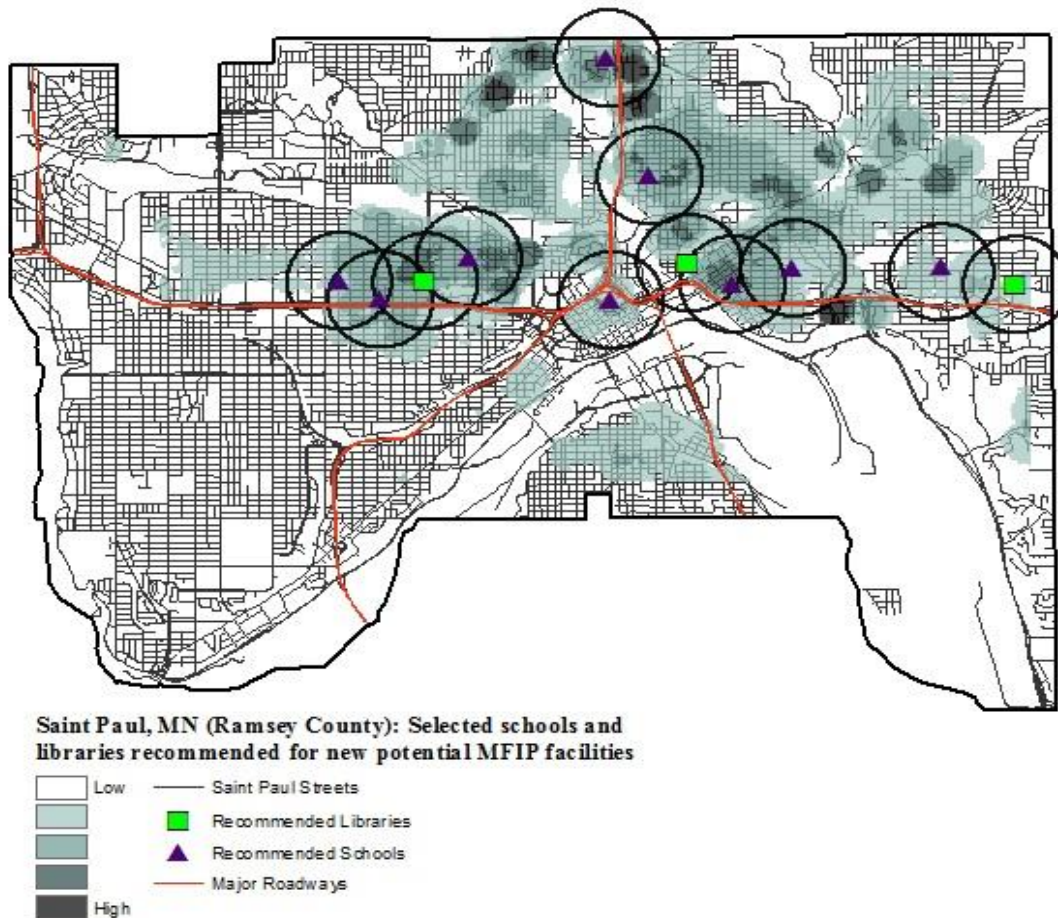 Saint Paul, MN (Ramsey County): Selected schools and
libraries recommended for new potential MFIP facilities
Low
Saint Paul Streets
Recommended Libraries
Recommended Schools
Major Roadways
High